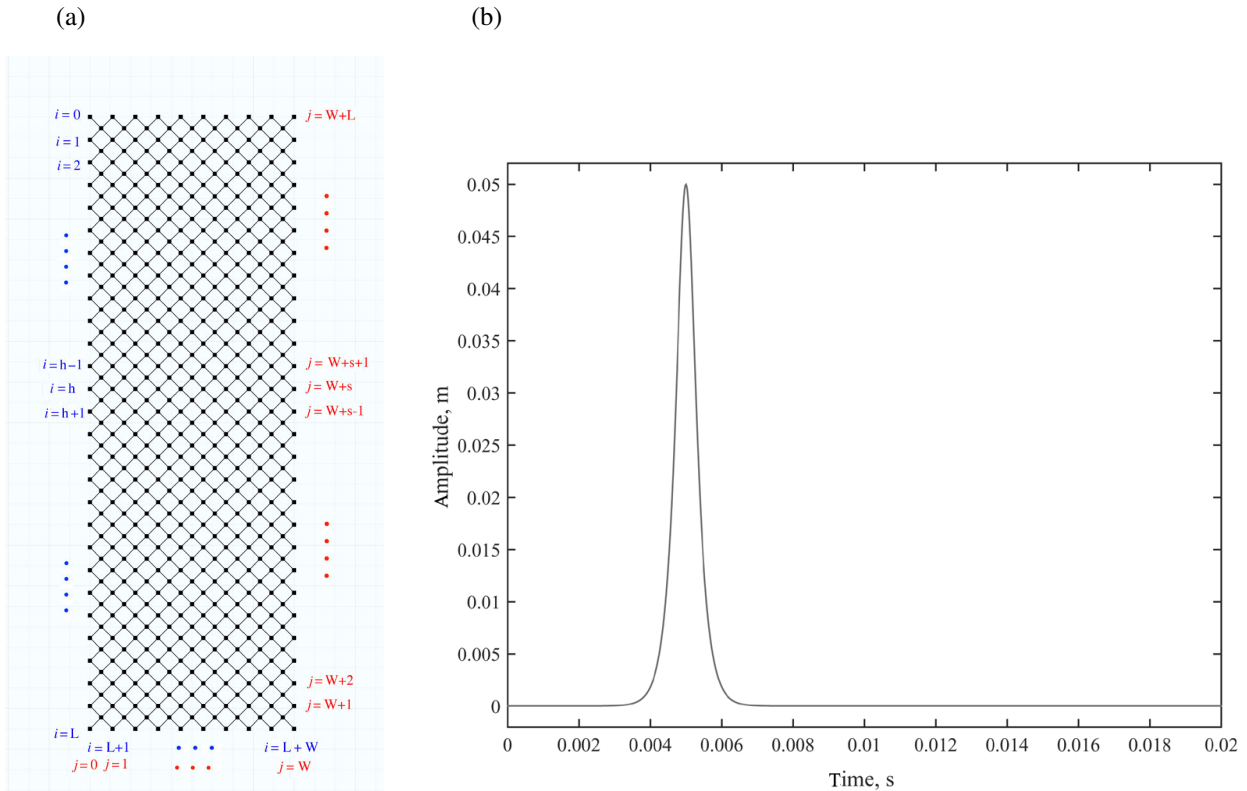 (a)
(b)
i = 0
j = W+L
i = 1
i = 2
i = h−1
j = W+s+1
i = h
j = W+s
i = h+1
j = W+s-1
j = W+2
j = W+1
i = L
i = L+1
i = L + W
j = 0 j = 1
j = W
Amplitude, m
0.05
0.045
0.04
0.035
0.03
0.025
0.02
0.015
0.01
0.005
0
0 0.002 0.004 0.006 0.008 0.01 0.012 0.014 0.016 0.018 0.02
Time, s